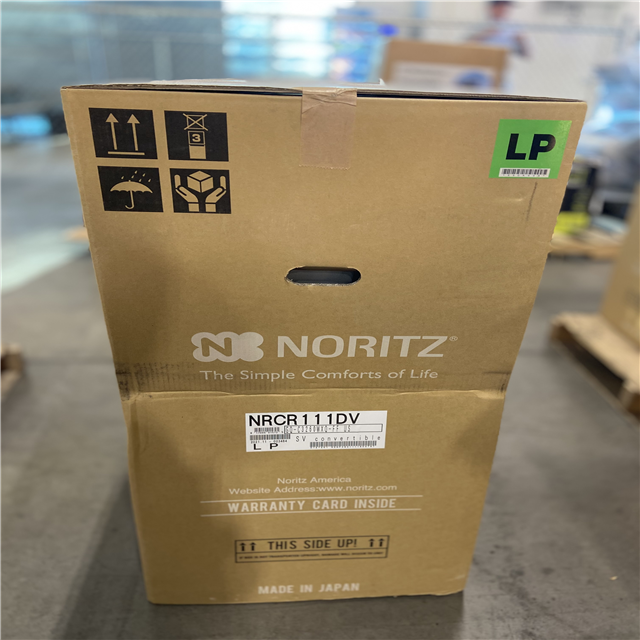 3
LP
NORITZ®
The Simple Comforts of Life
NRCR111DV
SV convertible
LP
Noritz America
Website Address:www.noritz.com
WARRANTY CARD INSIDE
THIS SIDE UP!
MADE IN JAPAN